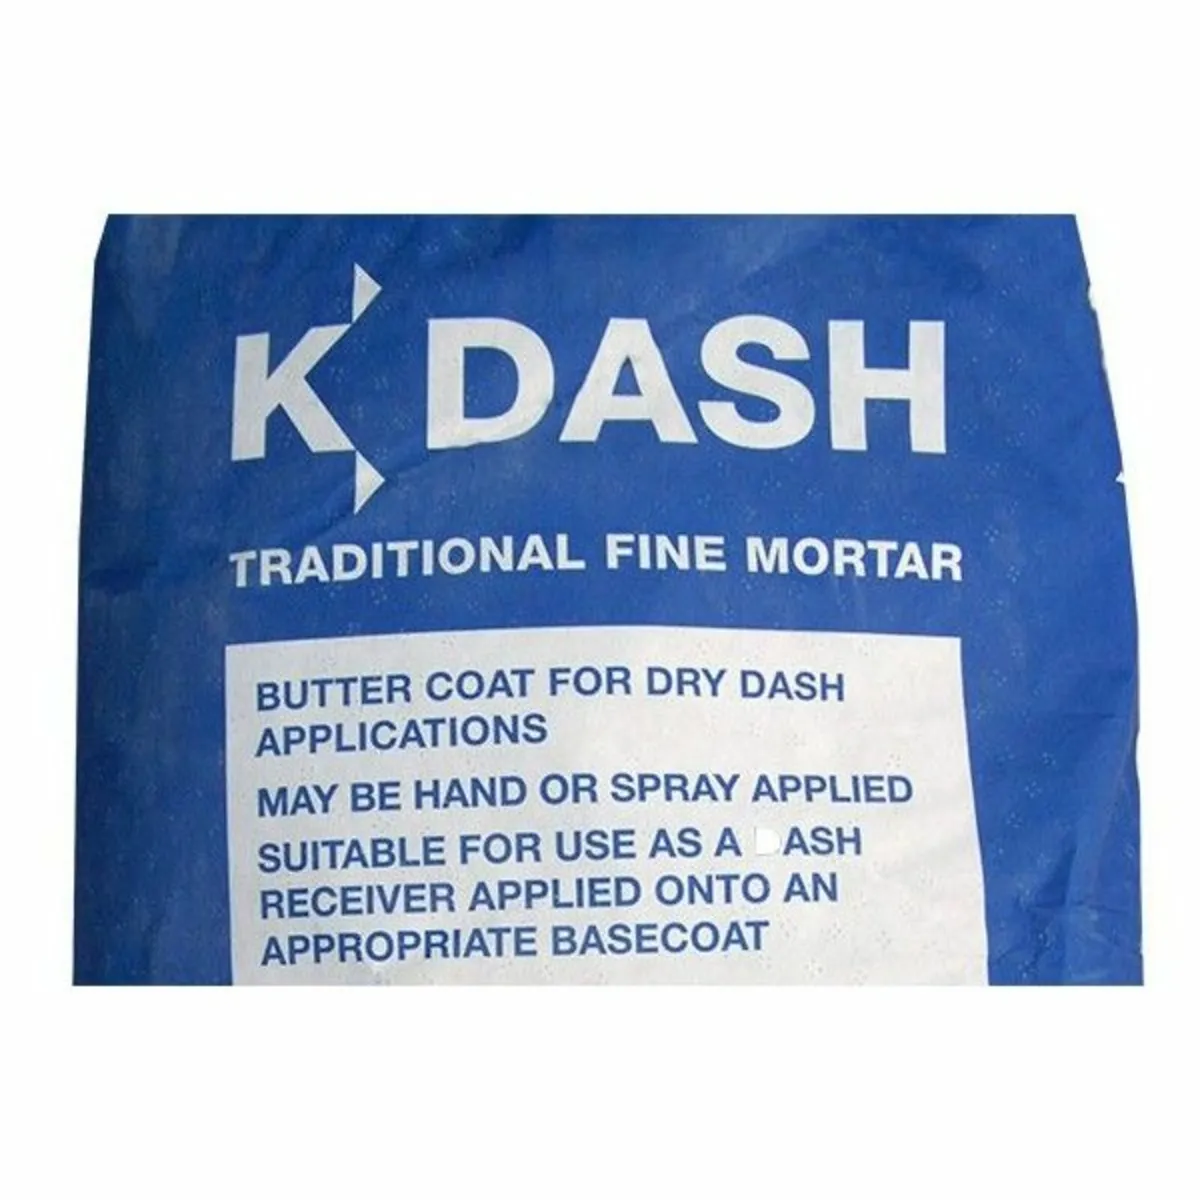 K DASH
TRADITIONAL FINE MORTAR
BUTTER COAT FOR DRY DASH
APPLICATIONS
MAY BE HAND OR SPRAY APPLIED
SUITABLE FOR USE AS A DASH
RECEIVER APPLIED ONTO AN
APPROPRIATE BASECOAT